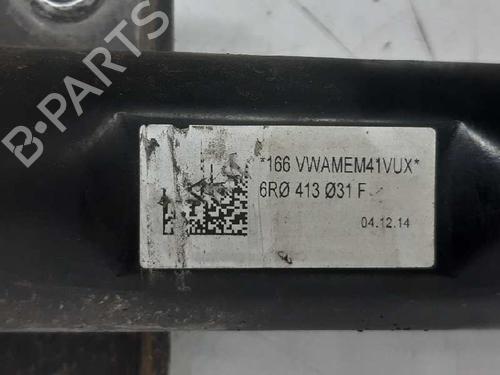 B-PARTS
*166 VWAMEM41VUX*
6RØ 413 Ø31 F
04.12.14